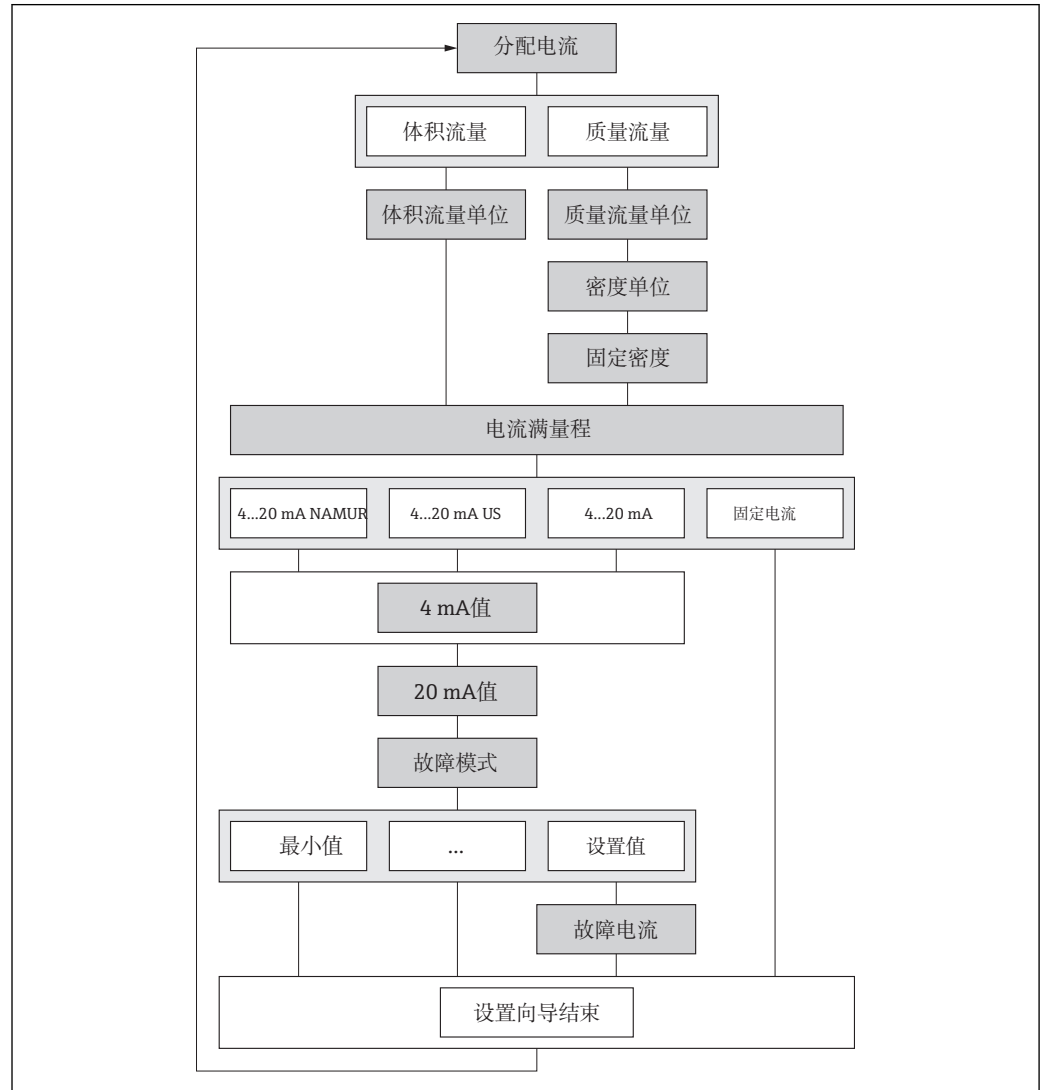 分配电流
体积流量
质量流量
体积流量单位
质量流量单位
密度单位
固定密度
电流满量程
4...20 mA NAMUR
4...20 mA US
4...20 mA
固定电流
4 mA值
20 mA值
故障模式
最小值
...
设置值
故障电流
设置向导结束